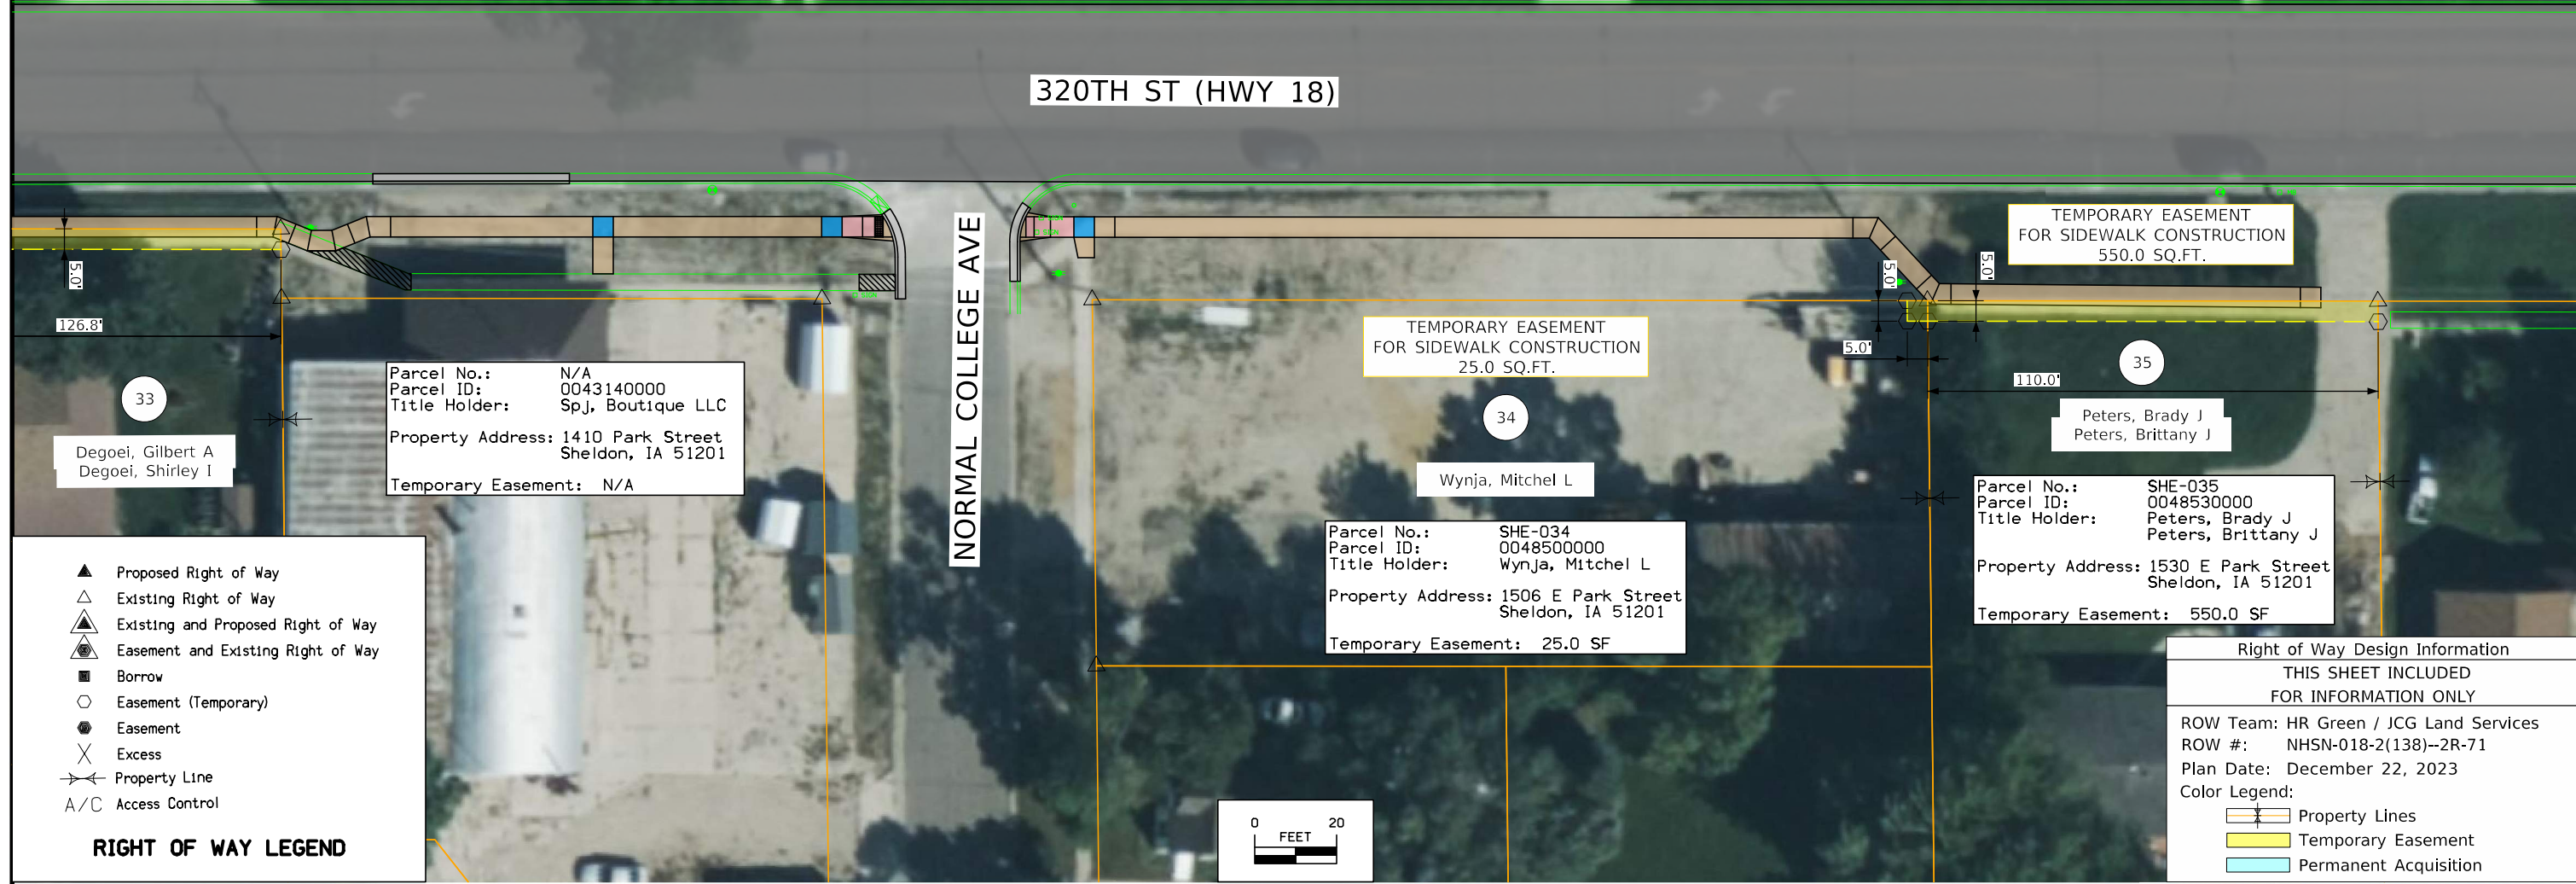 320TH ST (HWY 18)
NORMAL COLLEGE AVE
5.0'
126.8'
33
Degoei, Gilbert A
Degoei, Shirley I
Parcel No.: N/A
Parcel ID: 0043140000
Title Holder: Spj, Boutique LLC
Property Address: 1410 Park Street
Sheldon, IA 51201
Temporary Easement: N/A
TEMPORARY EASEMENT
FOR SIDEWALK CONSTRUCTION
25.0 SQ.FT.
34
Wynja, Mitchel L
Parcel No.: SHE-034
Parcel ID: 0048500000
Title Holder: Wynja, Mitchel L
Property Address: 1506 E Park Street
Sheldon, IA 51201
Temporary Easement: 25.0 SF
TEMPORARY EASEMENT
FOR SIDEWALK CONSTRUCTION
550.0 SQ.FT.
5.0'
5.0'
5.0'
110.0'
35
Peters, Brady J
Peters, Brittany J
Parcel No.: SHE-035
Parcel ID: 0048530000
Title Holder: Peters, Brady J
Peters, Brittany J
Property Address: 1530 E Park Street
Sheldon, IA 51201
Temporary Easement: 550.0 SF
Proposed Right of Way
Existing Right of Way
Existing and Proposed Right of Way
Easement and Existing Right of Way
Borrow
Easement (Temporary)
Easement
Excess
Property Line
A/C Access Control
RIGHT OF WAY LEGEND
0 20
FEET
Right of Way Design Information
THIS SHEET INCLUDED
FOR INFORMATION ONLY
ROW Team: HR Green / JCG Land Services
ROW #: NHSN-018-2(138)--2R-71
Plan Date: December 22, 2023
Color Legend:
Property Lines
Temporary Easement
Permanent Acquisition